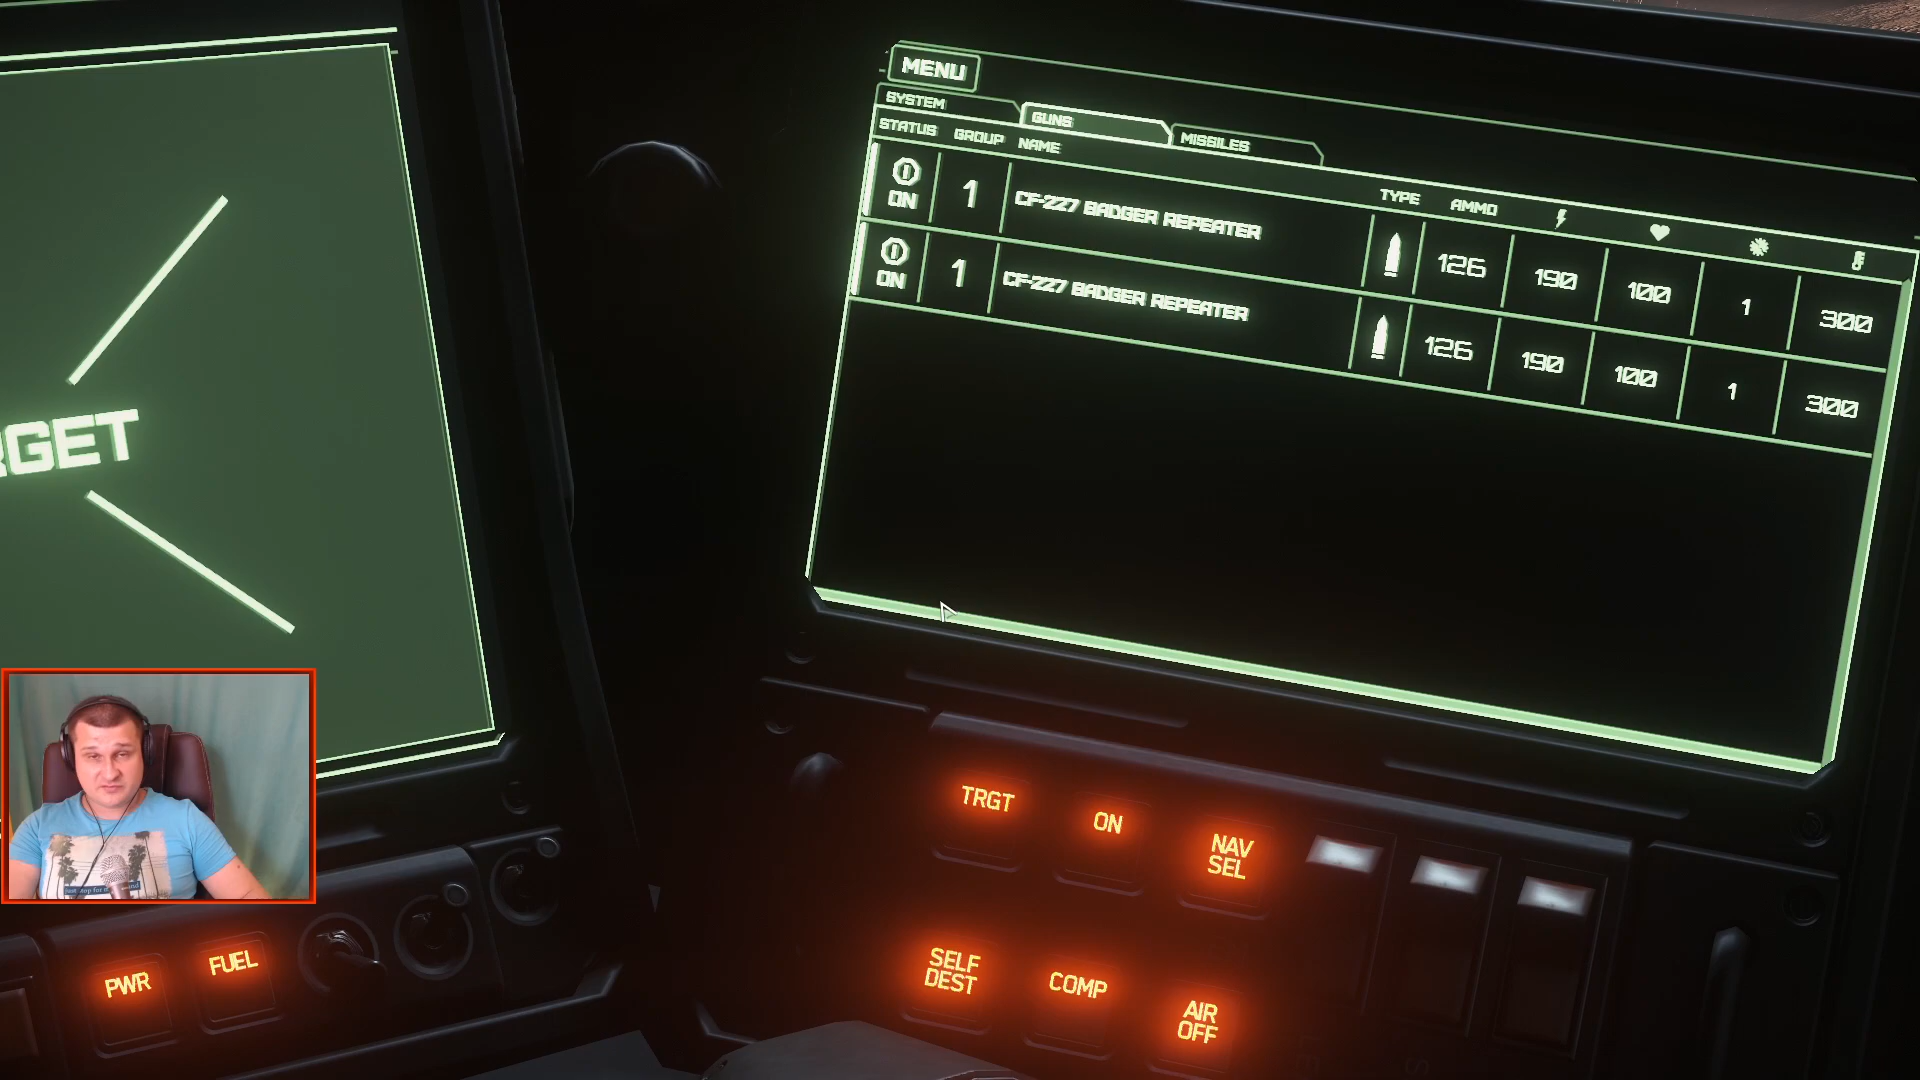 MENU
SYSTEM GUNS MISSILES
STATUS GROUP NAME TYPE AMMO
ON 1 CF-227 BADGER REPEATER 126 190 100 1 300
ON 1 CF-227 BADGER REPEATER 126 190 100 1 300
RGET
TRGT ON NAV SEL
SELF DEST COMP AIR OFF
PWR FUEL